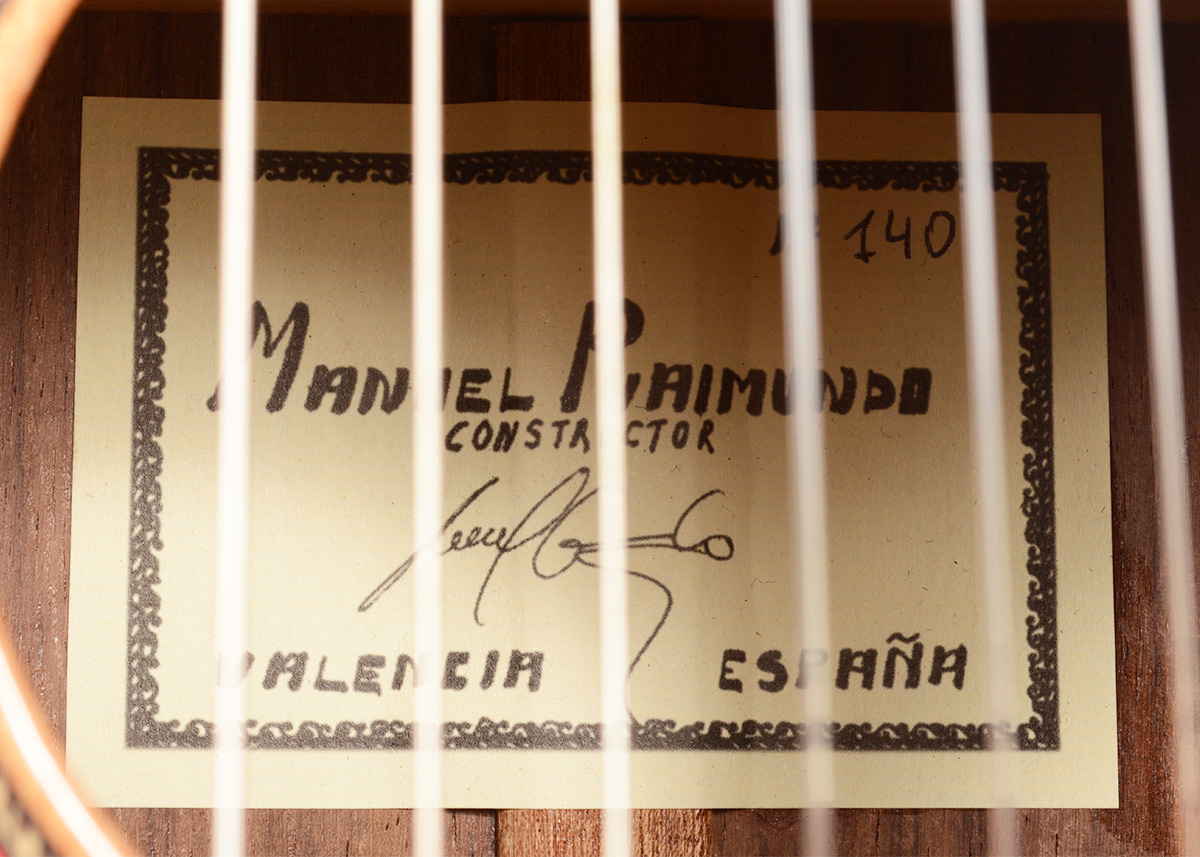 140
MANUEL RAIMUNDO
CONSTRUCTOR
VALENCIA ESPAÑA